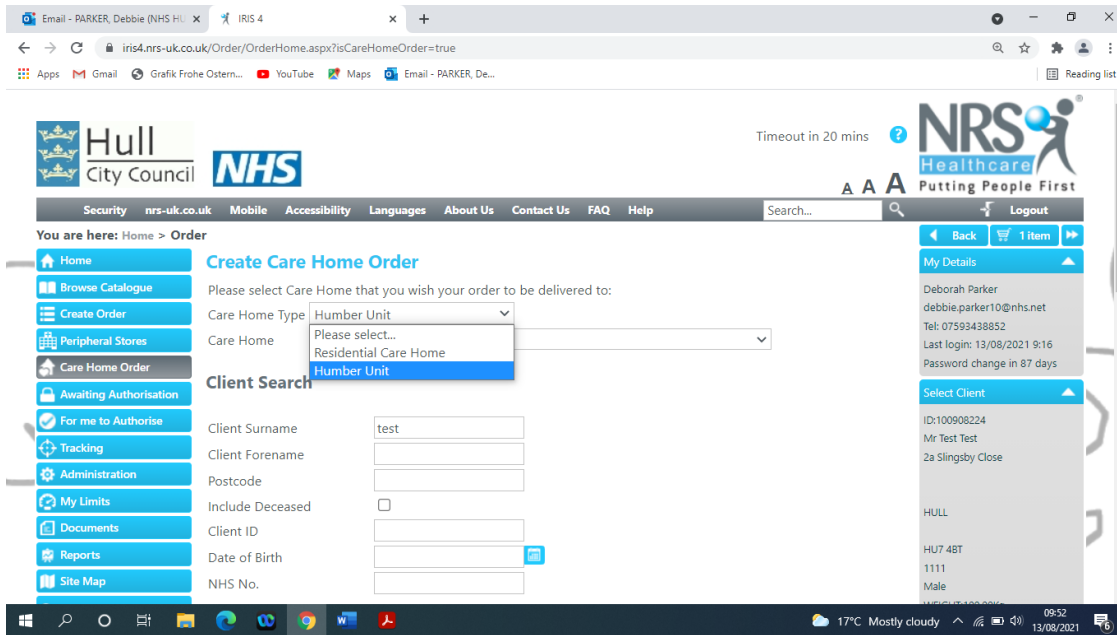 Email - PARKER, Debbie (NHS HU
IRIS 4
iris4.nrs-uk.co.uk/Order/OrderHome.aspx?isCareHomeOrder=true
Apps Gmail Grafik Frohe Ostern... YouTube Maps Email - PARKER, De... Reading list
Hull
City Council
NHS
Timeout in 20 mins ?
A A A
NRS
Healthcare
Putting People First
Security nrs-uk.co.uk Mobile Accessibility Languages About Us Contact Us FAQ Help Search... Logout
You are here: Home > Order
Back 1 item
Home
Browse Catalogue
Create Order
Peripheral Stores
Care Home Order
Awaiting Authorisation
For me to Authorise
Tracking
Administration
My Limits
Documents
Reports
Site Map
Create Care Home Order
Please select Care Home that you wish your order to be delivered to:
Care Home Type Humber Unit
Please select...
Residential Care Home
Humber Unit
Care Home
Client Search
Client Surname test
Client Forename
Postcode
Include Deceased
Client ID
Date of Birth
NHS No.
My Details
Deborah Parker
debbie.parker10@nhs.net
Tel: 07593438852
Last login: 13/08/2021 9:16
Password change in 87 days
Select Client
ID:100908224
Mr Test Test
2a Slingsby Close
HULL
HU7 4BT
1111
Male
17°C Mostly cloudy
09:52
13/08/2021
6